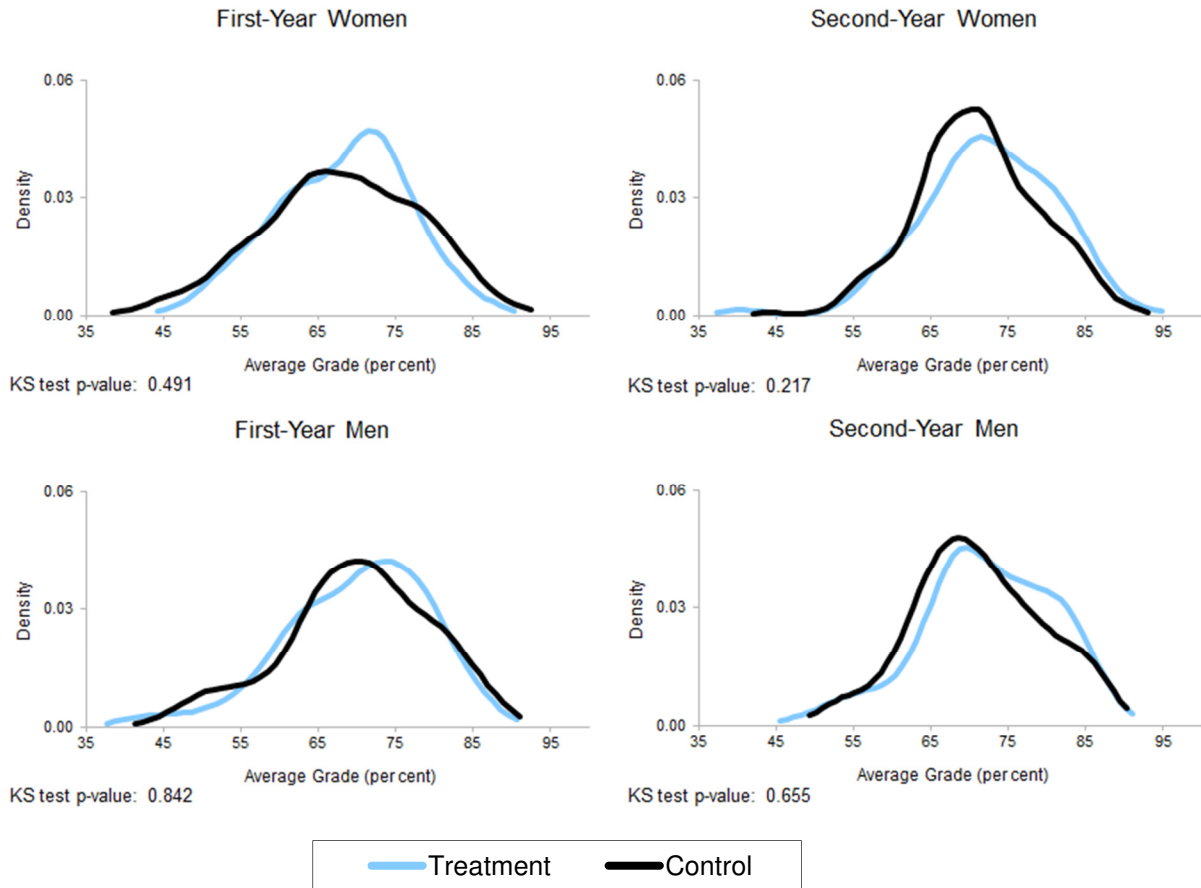 First-Year Women
0.06
0.03
0.00
Density
35 45 55 65 75 85 95
Average Grade (per cent)
KS test p-value: 0.491
Second-Year Women
0.06
0.03
0.00
Density
35 45 55 65 75 85 95
Average Grade (per cent)
KS test p-value: 0.217
First-Year Men
0.06
0.03
0.00
Density
35 45 55 65 75 85 95
Average Grade (per cent)
KS test p-value: 0.842
Second-Year Men
0.06
0.03
0.00
Density
35 45 55 65 75 85 95
Average Grade (per cent)
KS test p-value: 0.655
Treatment Control